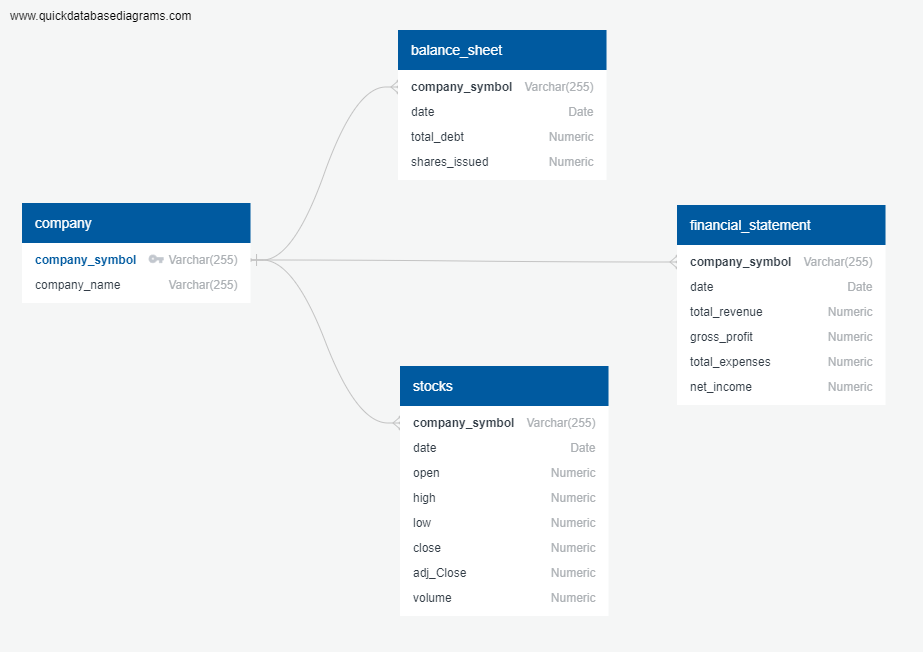 www.quickdatabasediagrams.com
balance_sheet
company_symbol Varchar(255)
date Date
total_debt Numeric
shares_issued Numeric
company
company_symbol Varchar(255)
company_name Varchar(255)
financial_statement
company_symbol Varchar(255)
date Date
total_revenue Numeric
gross_profit Numeric
total_expenses Numeric
net_income Numeric
stocks
company_symbol Varchar(255)
date Date
open Numeric
high Numeric
low Numeric
close Numeric
adj_Close Numeric
volume Numeric